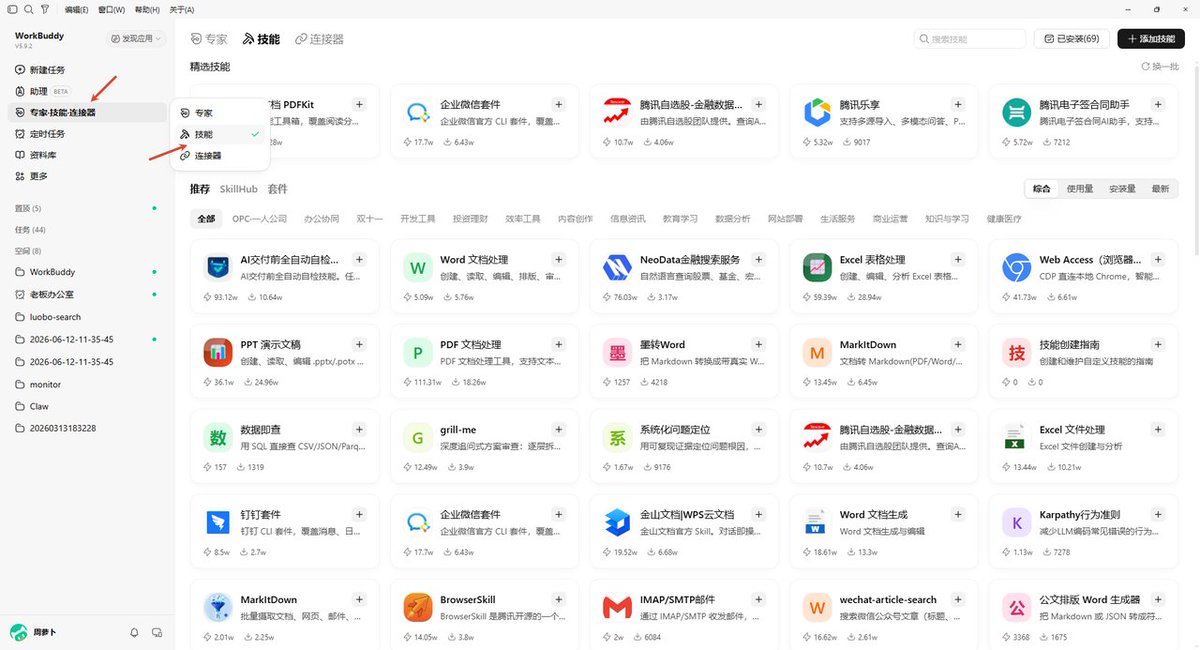 编辑(E) 窗口(W) 帮助(H) 关于(A)
WorkBuddy
v5.9.2
发现应用
新建任务
助理 BETA
专家·技能·连接器
定时任务
资料库
更多
置顶 (5)
任务 (44)
空间 (8)
WorkBuddy
老板办公室
luobo-search
2026-06-12-11-35-45
2026-06-12-11-35-45
monitor
Claw
20260313183228
周萝卜
专家
技能
连接器
专家 技能 连接器
搜索技能
已安装(69)
添加技能
精选技能
换一批
档 PDFKit
能工具箱，覆盖阅读分...
28w
企业微信套件
企业微信官方 CLI 套件，覆盖...
17.7w 6.43w
腾讯自选股-金融数据...
由腾讯自选股团队提供。查询A...
10.7w 4.06w
腾讯乐享
支持多源导入、多模态问答、P...
5.32w 9017
腾讯电子签合同助手
腾讯电子签合同AI助手，支持...
5.72w 7212
推荐 SkillHub 套件
综合 使用量 安装量 最新
全部 OPC-一人公司 办公协同 双十一 开发工具 投资理财 效率工具 内容创作 信息资讯 教育学习 数据分析 网站部署 生活服务 商业运营 知识与学习 健康医疗
AI交付前全自动自检...
AI交付前全自动自检技能。任...
93.12w 10.64w
Word 文档处理
创建、读取、编辑、排版、审...
5.09w 5.76w
NeoData金融搜索服务
自然语言查询股票、基金、宏...
76.03w 3.17w
Excel 表格处理
创建、编辑、分析 Excel 表格...
59.39w 28.94w
Web Access（浏览器...
CDP 直连本地 Chrome，智能...
41.73w 6.61w
PPT 演示文稿
创建、读取、编辑 .pptx/.potx ...
36.1w 24.96w
PDF 文档处理
PDF 文档处理工具，支持文本...
111.31w 18.26w
墨转Word
把 Markdown 转换成带真实 W...
1257 4218
MarkItDown
文档转 Markdown(PDF/Word/...
13.45w 6.45w
技能创建指南
创建和维护自定义技能的指南
0 0
数据即查
用 SQL 直接查 CSV/JSON/Parq...
157 1319
grill-me
深度追问式方案审查：逐层拆...
12.49w 3.9w
系统化问题定位
用可复现证据定位问题根因，...
1.67w 9176
腾讯自选股-金融数据...
由腾讯自选股团队提供。查询A...
10.7w 4.06w
Excel 文件处理
Excel 文件创建与分析
13.44w 10.21w
钉钉套件
钉钉 CLI 套件，覆盖消息、日...
8.5w 2.7w
企业微信套件
企业微信官方 CLI 套件，覆盖...
17.7w 6.43w
金山文档|WPS云文档
金山文档官方 Skill。对话即操...
19.52w 6.68w
Word 文档生成
Word 文档生成与编辑
18.61w 13.3w
Karpathy行为准则
减少LLM编码常见错误的行为...
1.13w 7278
MarkItDown
批量摄取文档、网页、邮件、...
2.01w 2.25w
BrowserSkill
BrowserSkill 是腾讯开源的一个...
14.05w 3.8w
IMAP/SMTP邮件
通过 IMAP/SMTP 收发邮件，...
2w 6084
wechat-article-search
搜索微信公众号文章（标题、...
16.62w 2.61w
公文排版 Word 生成器
把 Markdown 或 JSON 转成符...
3368 1675